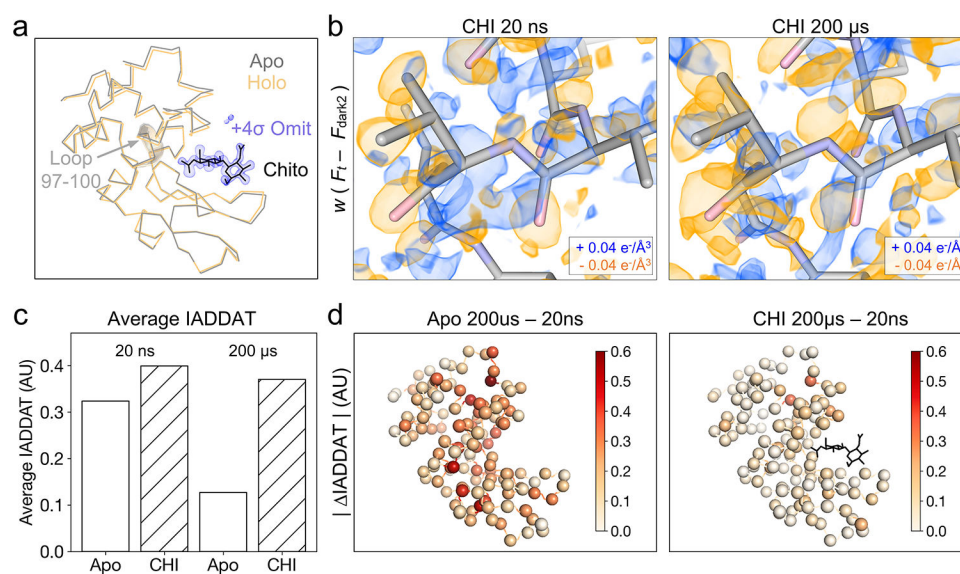 a
Apo
Holo
+4σ Omit
Loop
97-100
Chito
b
CHI 20 ns
CHI 200 µs
w ( F_T − F_dark2 )
+ 0.04 e⁻/Å³
- 0.04 e⁻/Å³
+ 0.04 e⁻/Å³
- 0.04 e⁻/Å³
c
Average IADDAT
20 ns
200 µs
Average IADDAT (AU)
0.4
0.3
0.2
0.1
0.0
Apo
CHI
Apo
CHI
d
Apo 200us – 20ns
CHI 200µs – 20ns
| ΔIADDAT | (AU)
0.6
0.5
0.4
0.3
0.2
0.1
0.0
0.6
0.5
0.4
0.3
0.2
0.1
0.0